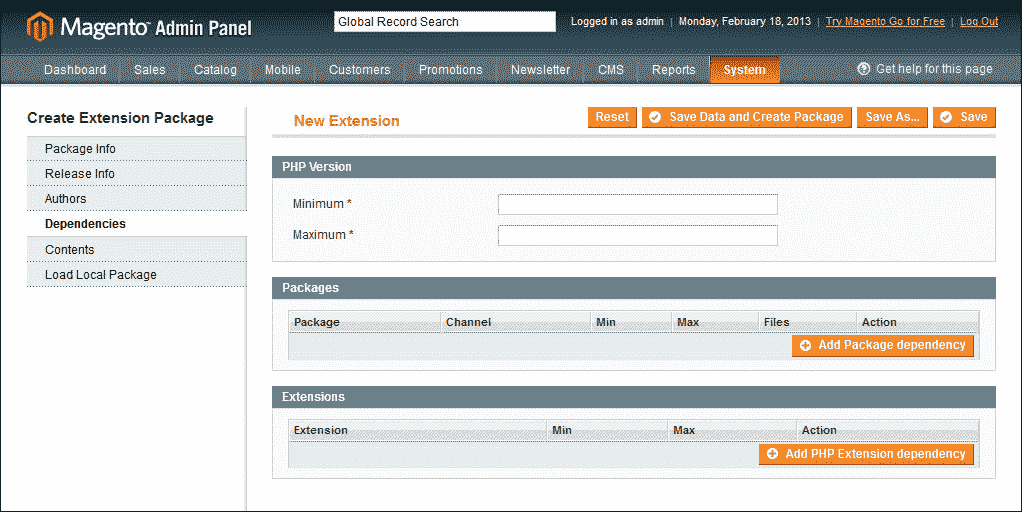 Magento™ Admin Panel
Global Record Search
Logged in as admin | Monday, February 18, 2013 | Try Magento Go for Free | Log Out
Dashboard Sales Catalog Mobile Customers Promotions Newsletter CMS Reports System Get help for this page
Create Extension Package
Package Info
Release Info
Authors
Dependencies
Contents
Load Local Package
New Extension Reset Save Data and Create Package Save As... Save
PHP Version
Minimum *
Maximum *
Packages
Package Channel Min Max Files Action
Add Package dependency
Extensions
Extension Min Max Action
Add PHP Extension dependency